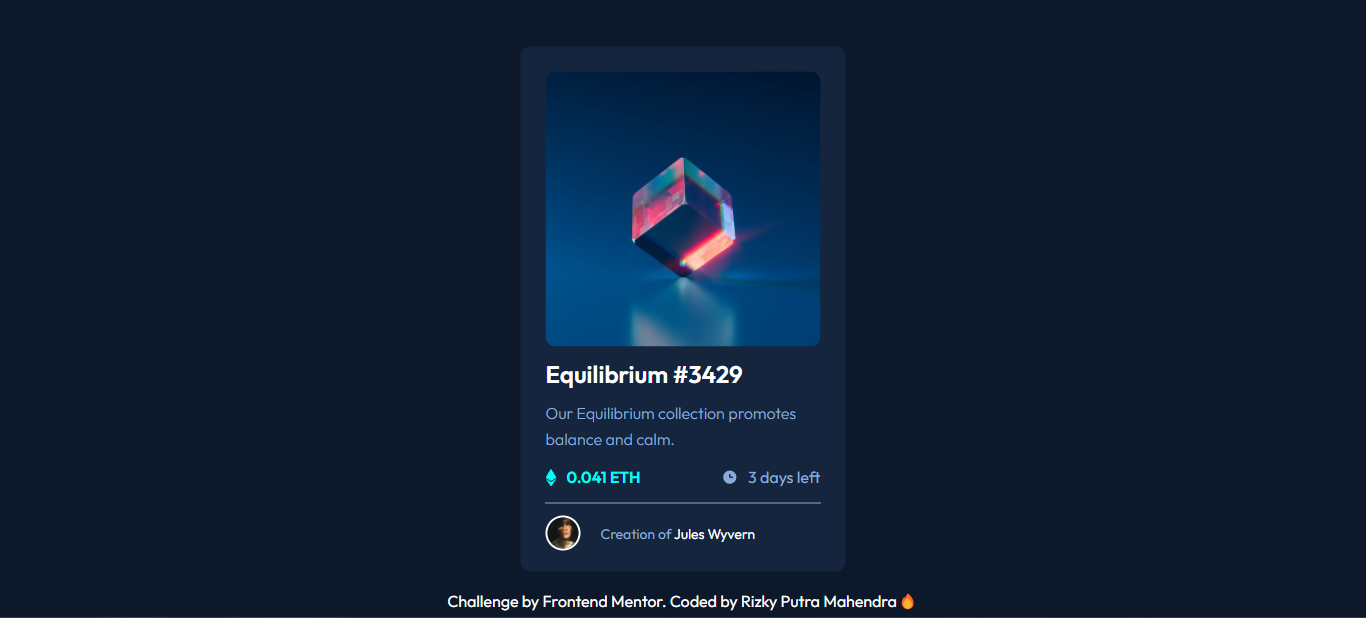 Equilibrium #3429
Our Equilibrium collection promotes
balance and calm.
0.041 ETH
3 days left
Creation of Jules Wyvern
Challenge by Frontend Mentor. Coded by Rizky Putra Mahendra 🔥